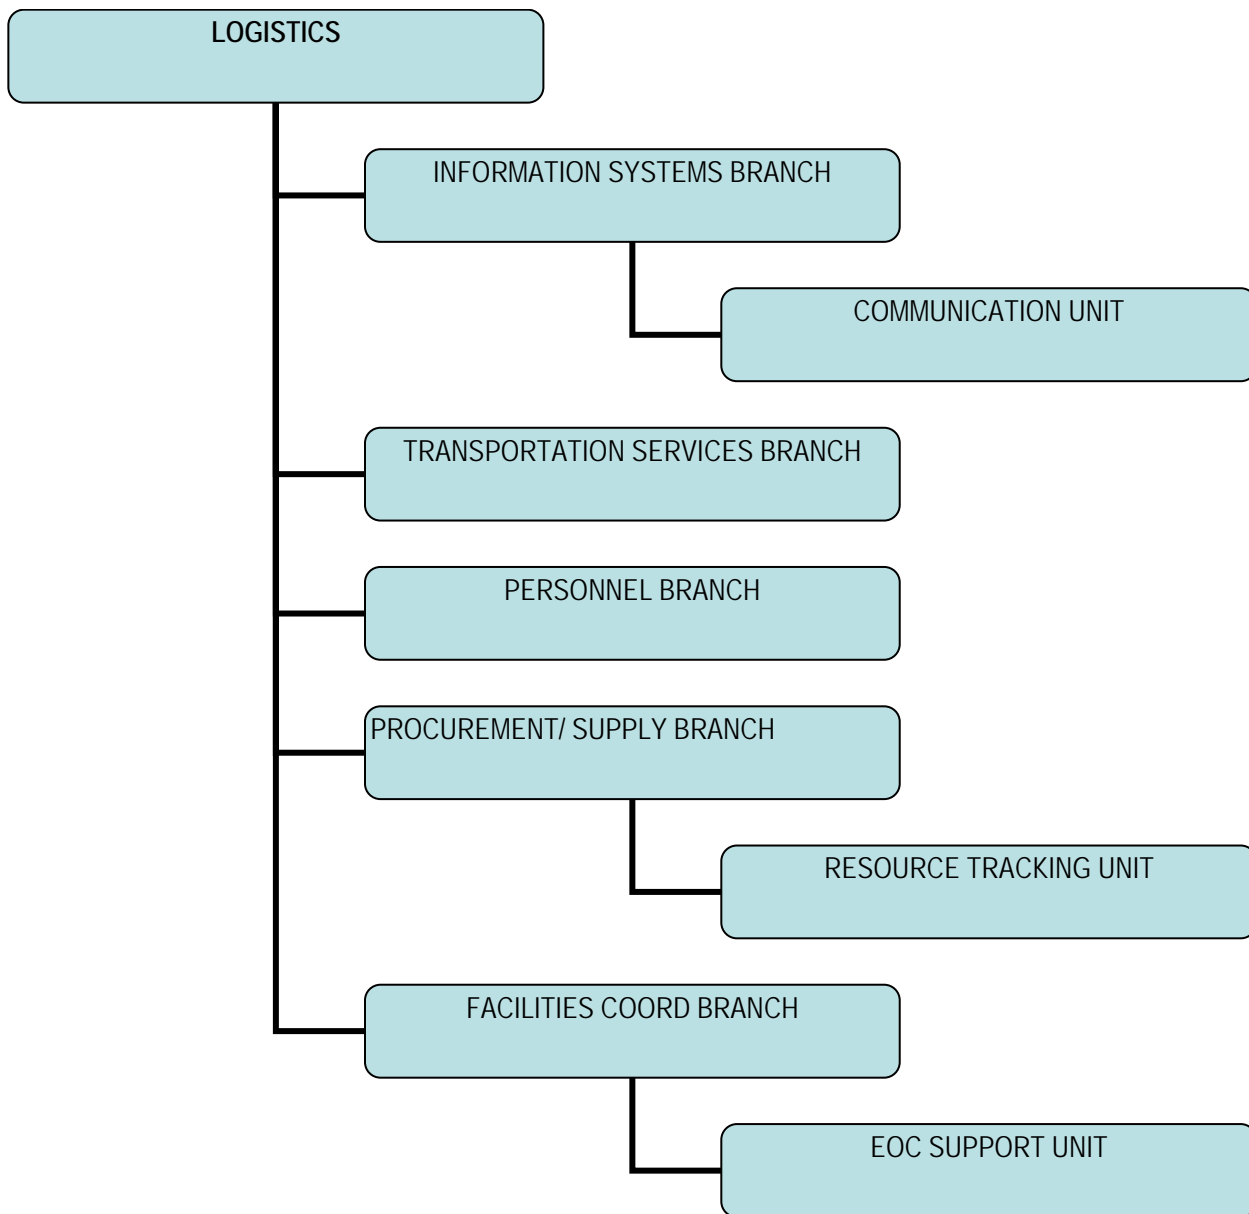 LOGISTICS
INFORMATION SYSTEMS BRANCH
COMMUNICATION UNIT
TRANSPORTATION SERVICES BRANCH
PERSONNEL BRANCH
PROCUREMENT/ SUPPLY BRANCH
RESOURCE TRACKING UNIT
FACILITIES COORD BRANCH
EOC SUPPORT UNIT